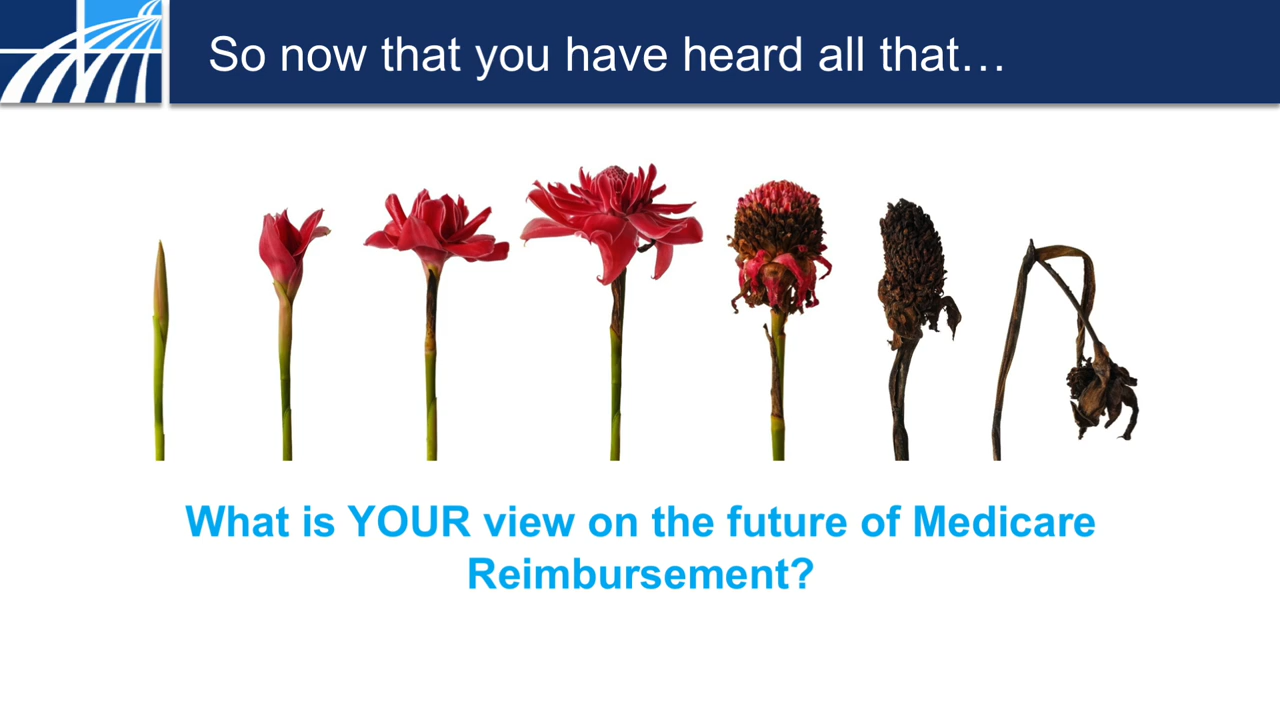 So now that you have heard all that…
What is YOUR view on the future of Medicare
Reimbursement?